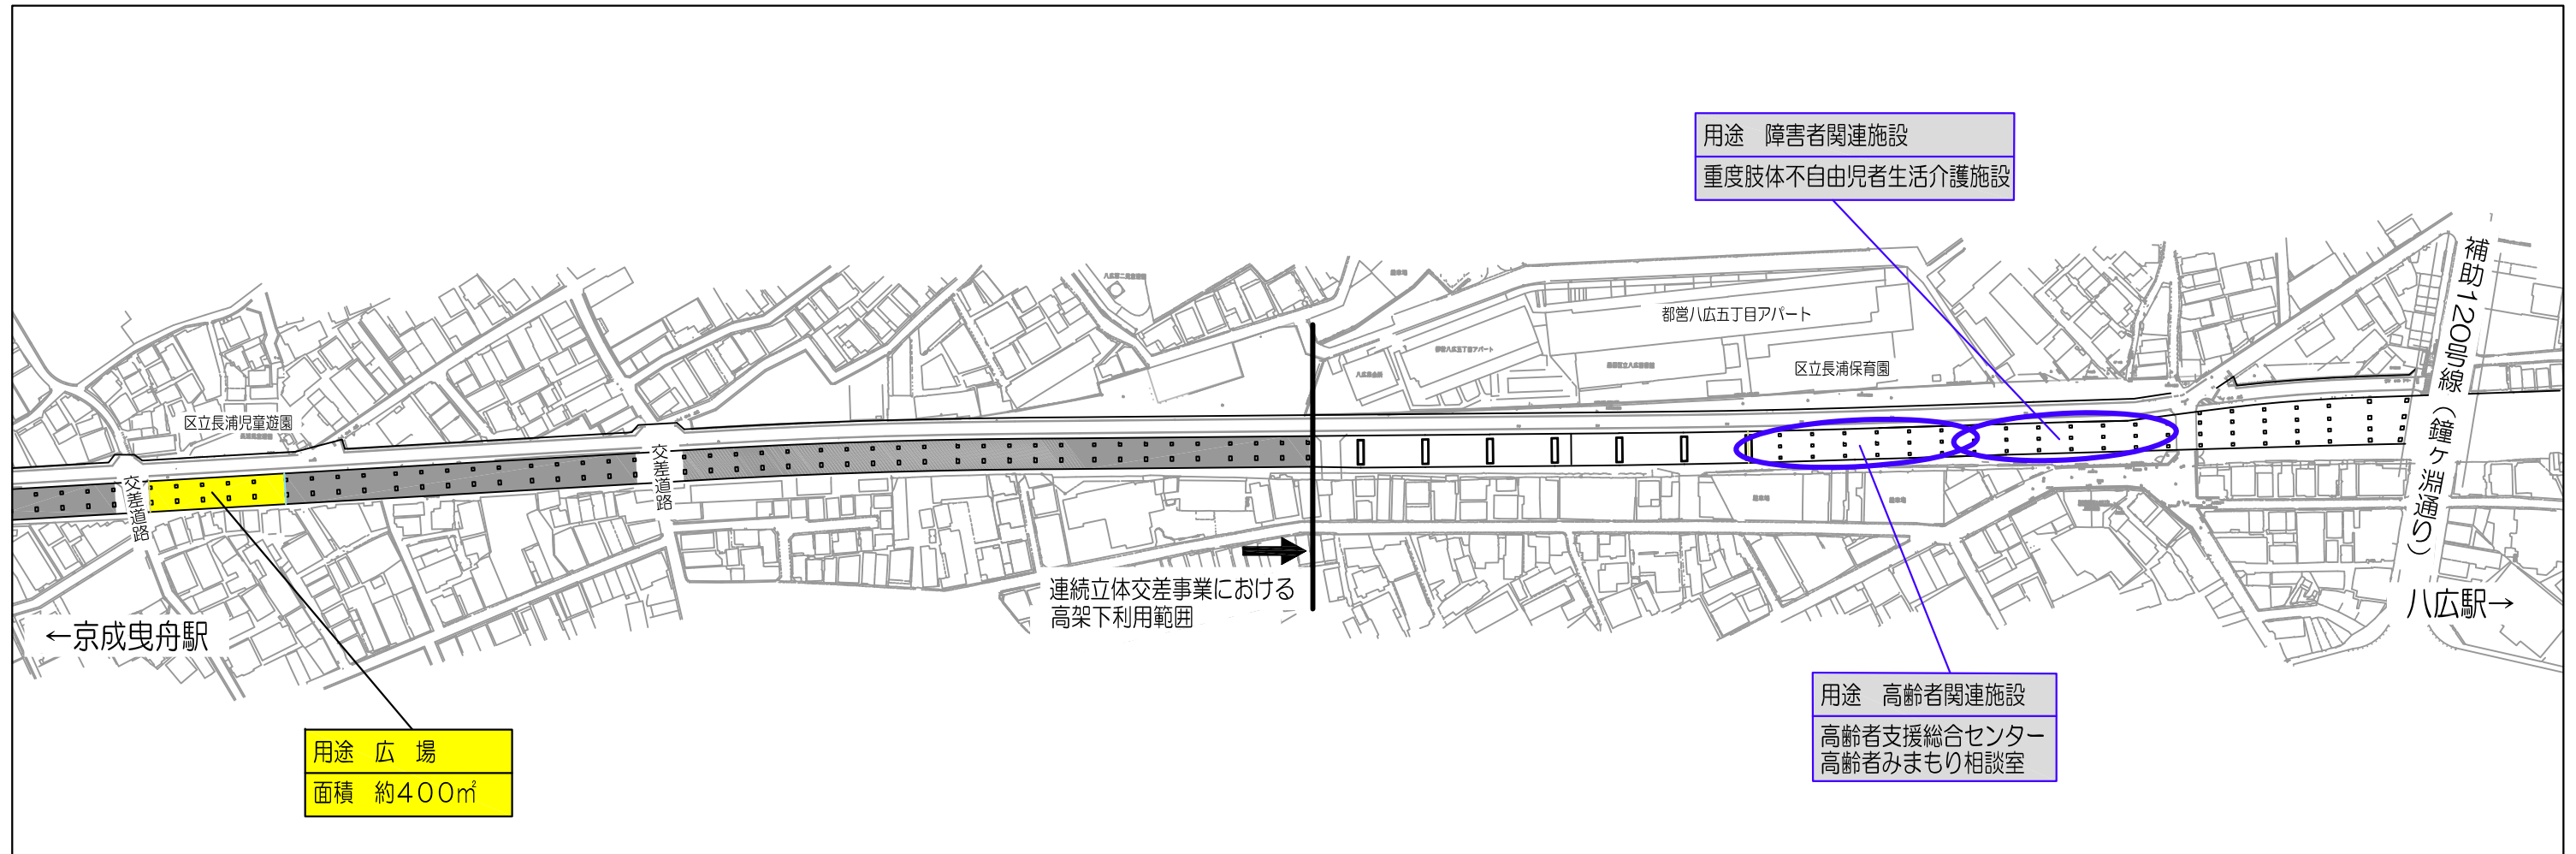 用途　障害者関連施設
重度肢体不自由児者生活介護施設
補助120号線（鐘ヶ淵通り）
都営八広五丁目アパート
区立長浦保育園
区立長浦児童遊園
交差道路
交差道路
連続立体交差事業における
高架下利用範囲
←京成曳舟駅
八広駅→
用途　高齢者関連施設
高齢者支援総合センター
高齢者みまもり相談室
用途　広　場
面積　約400㎡